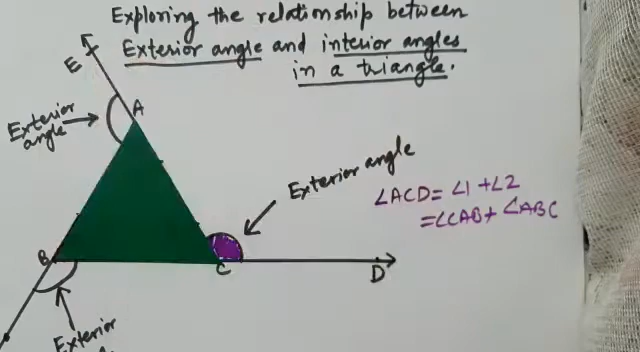 Exploring the relationship between
Exterior angle and interior angles
in a triangle.
E
A
Exterior
angle
Exterior angle
∠ACD = ∠1 + ∠2
= ∠CAB + ∠ABC
B
C
D
Exterior